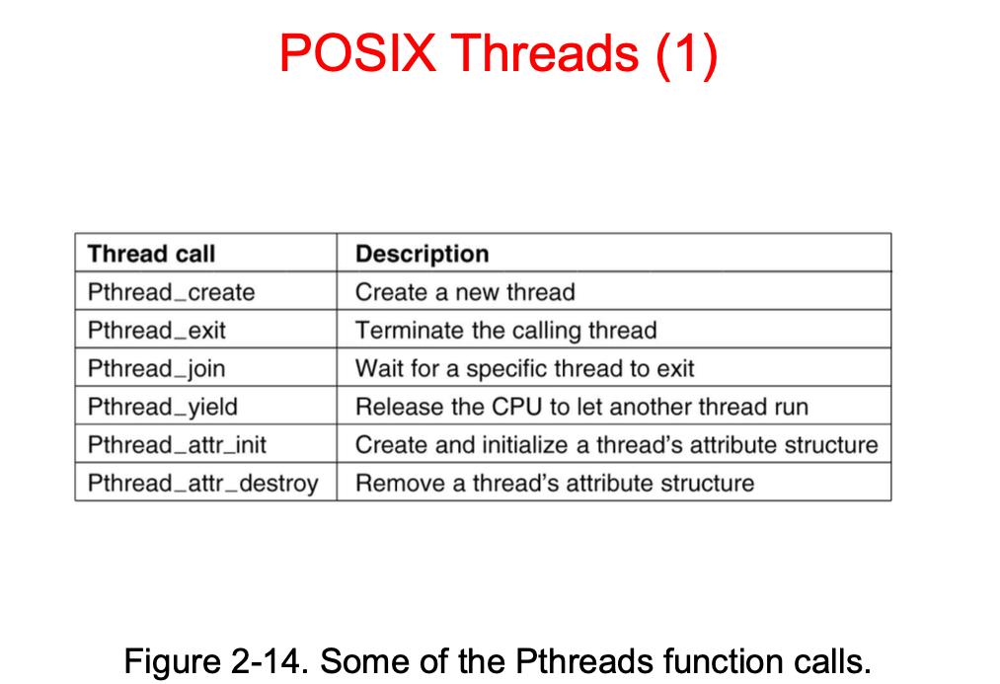 POSIX Threads (1)
Thread call Description
Pthread_create Create a new thread
Pthread_exit Terminate the calling thread
Pthread_join Wait for a specific thread to exit
Pthread_yield Release the CPU to let another thread run
Pthread_attr_init Create and initialize a thread’s attribute structure
Pthread_attr_destroy Remove a thread’s attribute structure
Figure 2-14. Some of the Pthreads function calls.